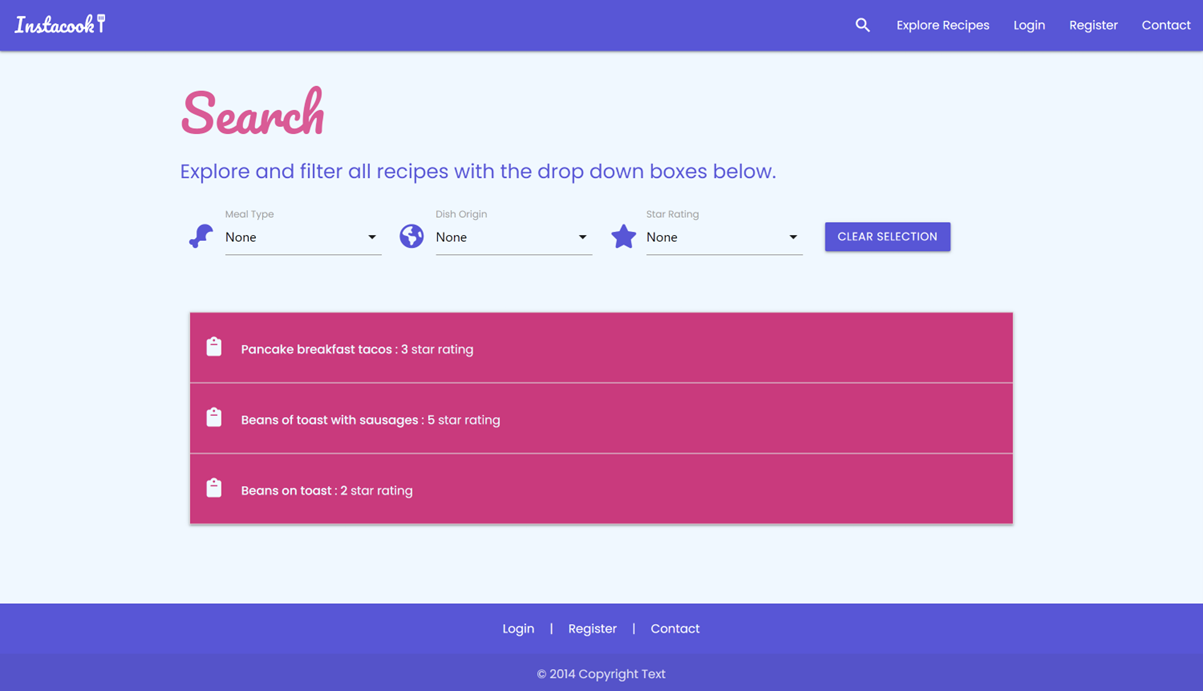 Instacook
Explore Recipes Login Register Contact
Search
Explore and filter all recipes with the drop down boxes below.
Meal Type Dish Origin Star Rating
None None None CLEAR SELECTION
Pancake breakfast tacos : 3 star rating
Beans of toast with sausages : 5 star rating
Beans on toast : 2 star rating
Login | Register | Contact
© 2014 Copyright Text